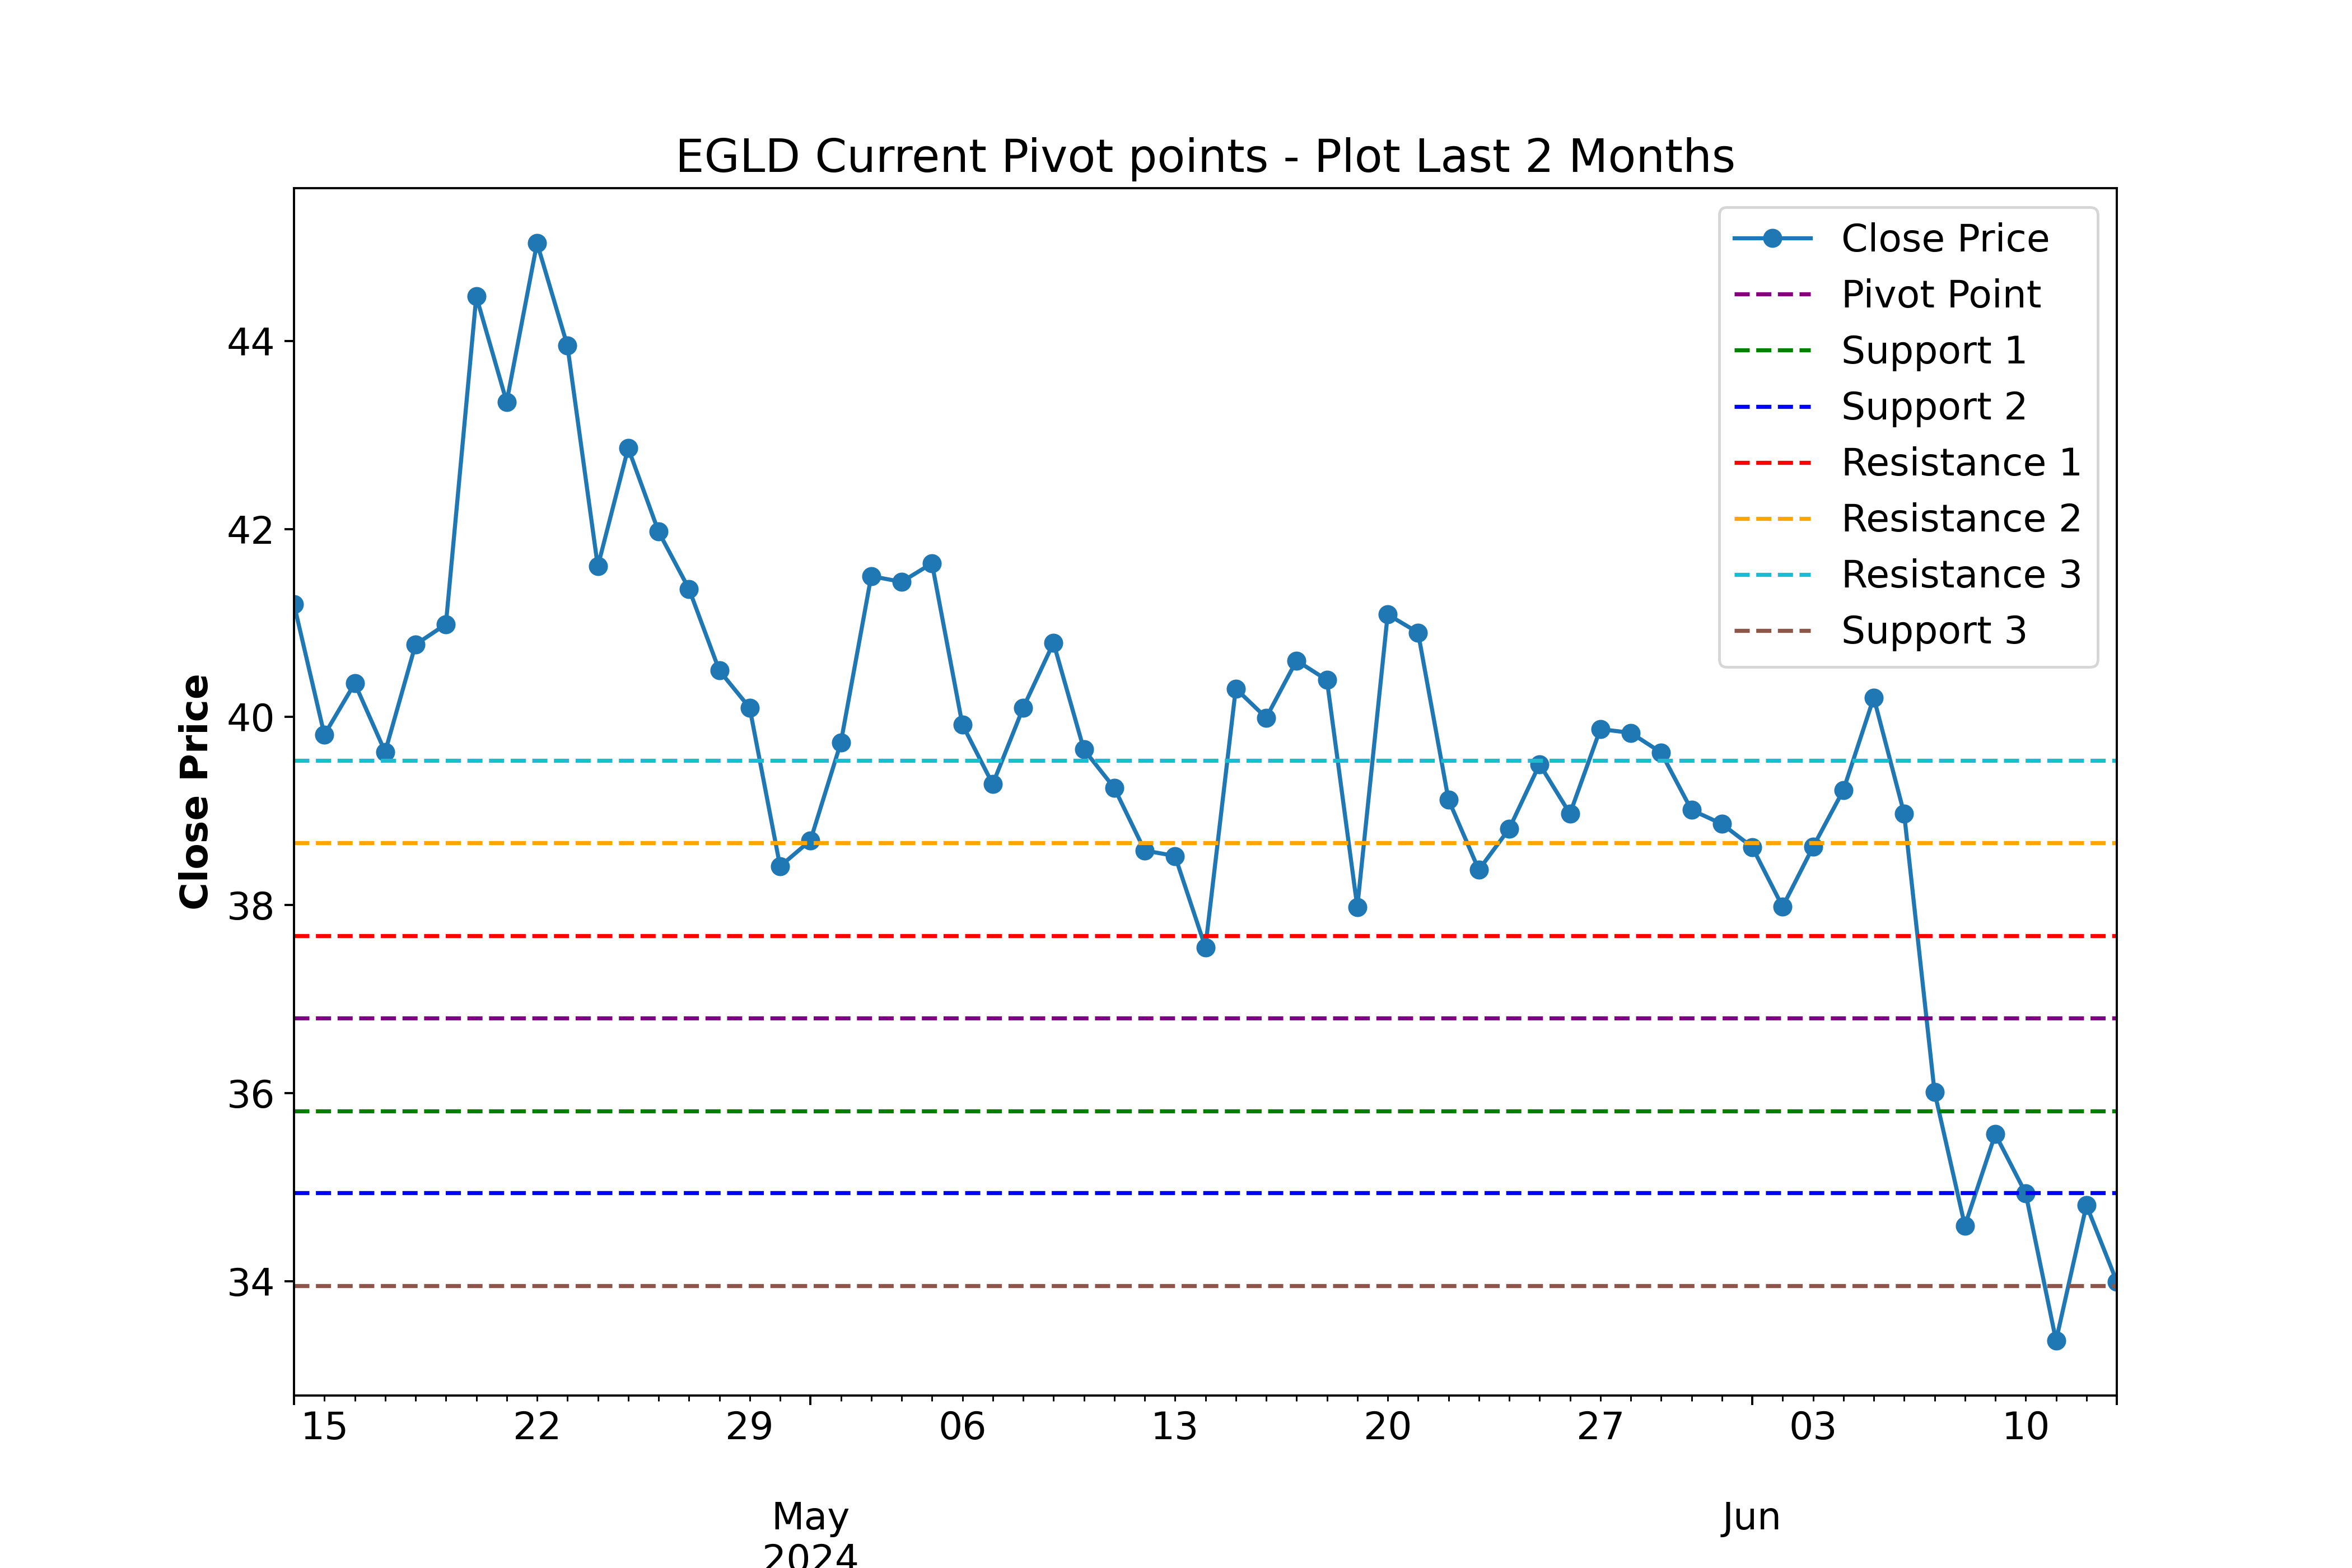 EGLD Current Pivot points - Plot Last 2 Months
Close Price
Pivot Point
Support 1
Support 2
Resistance 1
Resistance 2
Resistance 3
Support 3
Close Price
44
42
40
38
36
34
15 22 29 06 13 20 27 03 10
May Jun
2024